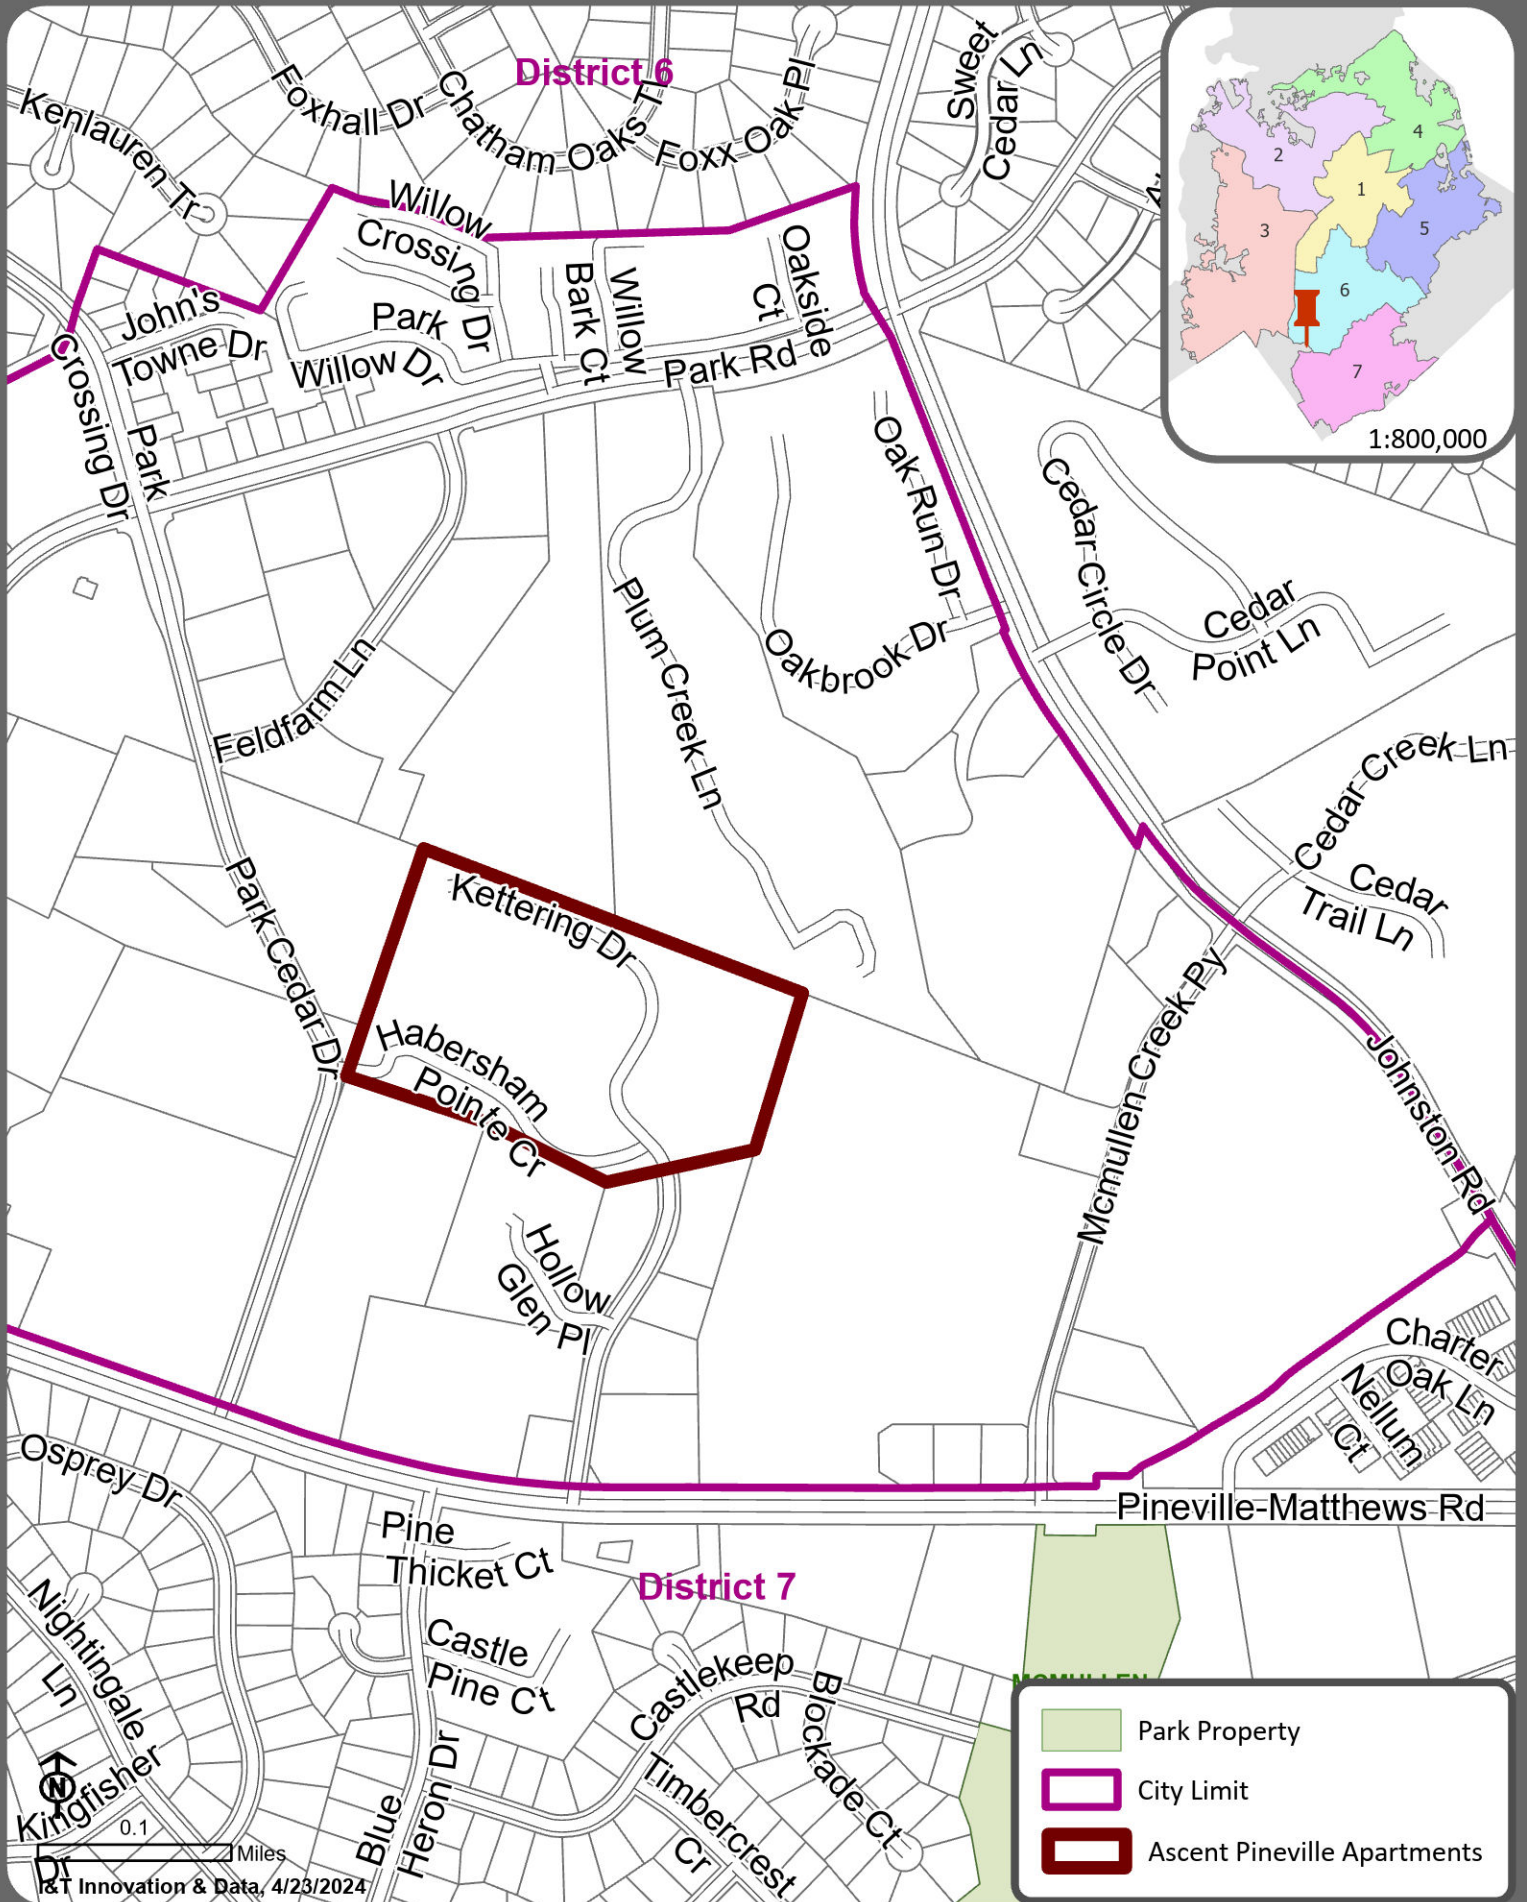 District 6
Sweet
Cedar Ln
Foxhall Dr
Chatham Oaks Tl
Foxx Oak Pl
Kenlauren Tr
4
2
1
3
5
6
7
1:800,000
Willow
Crossing Dr
John's
Towne Dr
Park
Willow Dr
Bark Ct
Willow
Oakside
Ct
Park Rd
Park
Crossing Dr
Oak Run Dr
Cedar Circle Dr
Cedar
Point Ln
Plum Creek Ln
Oakbrook Dr
Feldfarm Ln
Cedar Creek Ln
Cedar
Trail Ln
Park Cedar Dr
Kettering Dr
Habersham
Pointe Cr
Mcmullen Creek Py
Johnston Rd
Hollow
Glen Pl
Charter
Oak Ln
Nellum
Ct
Osprey Dr
Pineville-Matthews Rd
Pine
Thicket Ct
District 7
Nightingale
Ln
Castle
Pine Ct
Castlekeep
Rd
Blockade Ct
MCMULLEN
Timbercrest
Cr
Blue
Heron Dr
Kingfisher
Dr
N
0.1
Miles
I&T Innovation & Data, 4/23/2024
Park Property
City Limit
Ascent Pineville Apartments